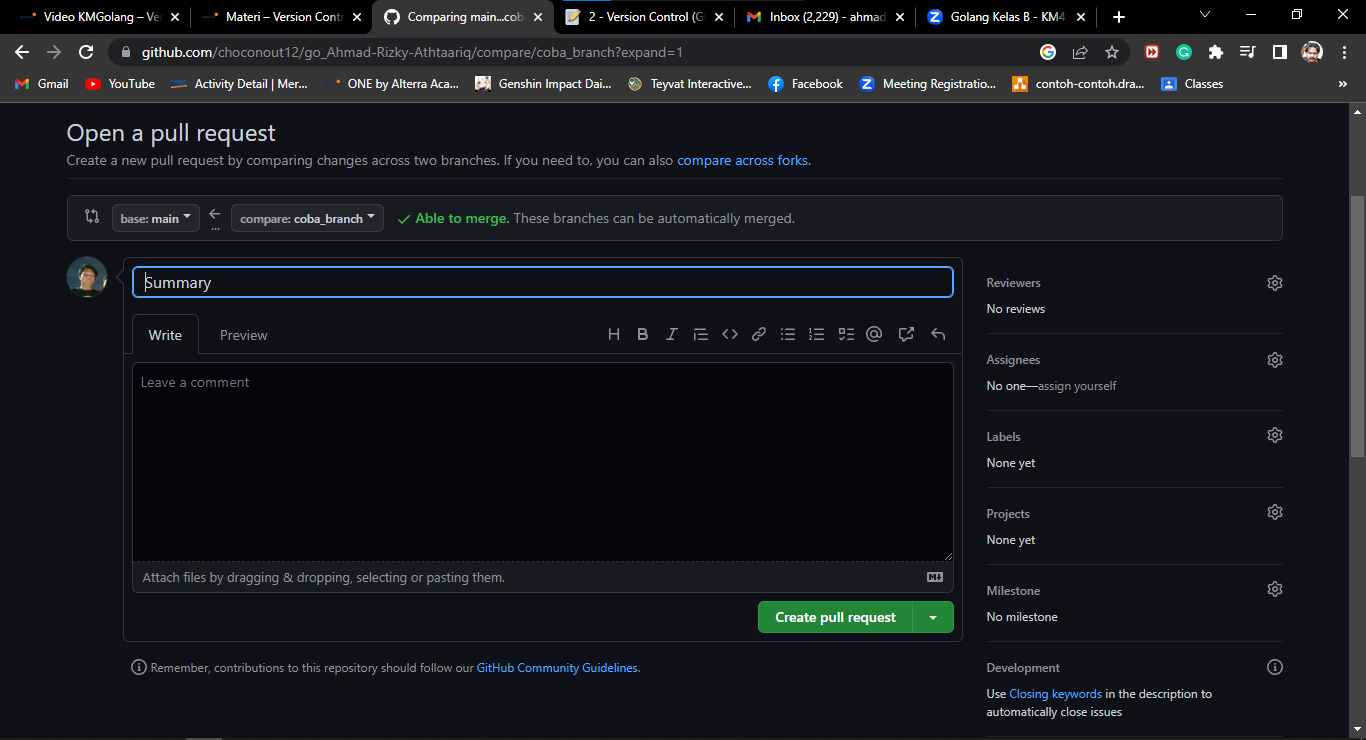 Video KMGolang – Ve
Materi – Version Contr
Comparing main...cob
2 - Version Control (G
Inbox (2,229) - ahmad
Golang Kelas B - KM4
github.com/choconout12/go_Ahmad-Rizky-Athtaariq/compare/coba_branch?expand=1
Gmail
YouTube
Activity Detail | Mer...
ONE by Alterra Aca...
Genshin Impact Dai...
Teyvat Interactive...
Facebook
Meeting Registratio...
contoh-contoh.dra...
Classes
»
Open a pull request
Create a new pull request by comparing changes across two branches. If you need to, you can also compare across forks.
base: main
...
compare: coba_branch
Able to merge. These branches can be automatically merged.
Summary
Write
Preview
Leave a comment
Attach files by dragging & dropping, selecting or pasting them.
Create pull request
Remember, contributions to this repository should follow our GitHub Community Guidelines.
Reviewers
No reviews
Assignees
No one—assign yourself
Labels
None yet
Projects
None yet
Milestone
No milestone
Development
Use Closing keywords in the description to
automatically close issues